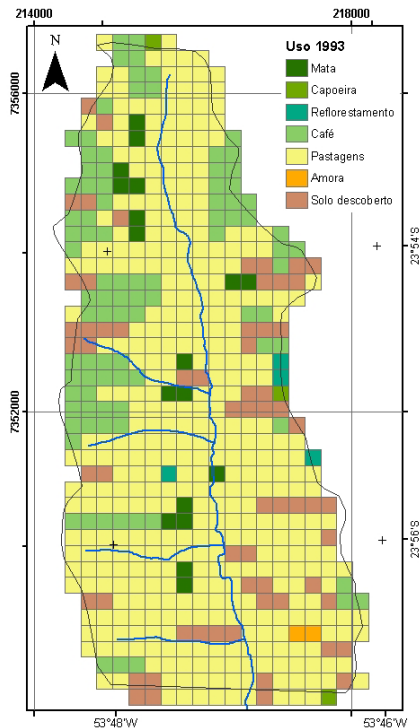 214000
218000
N
Uso 1993
Mata
Capoeira
Reflorestamento
Café
Pastagens
Amora
Solo descoberto
7356000
23°54'S
7352000
23°56'S
53°48'W
53°46'W